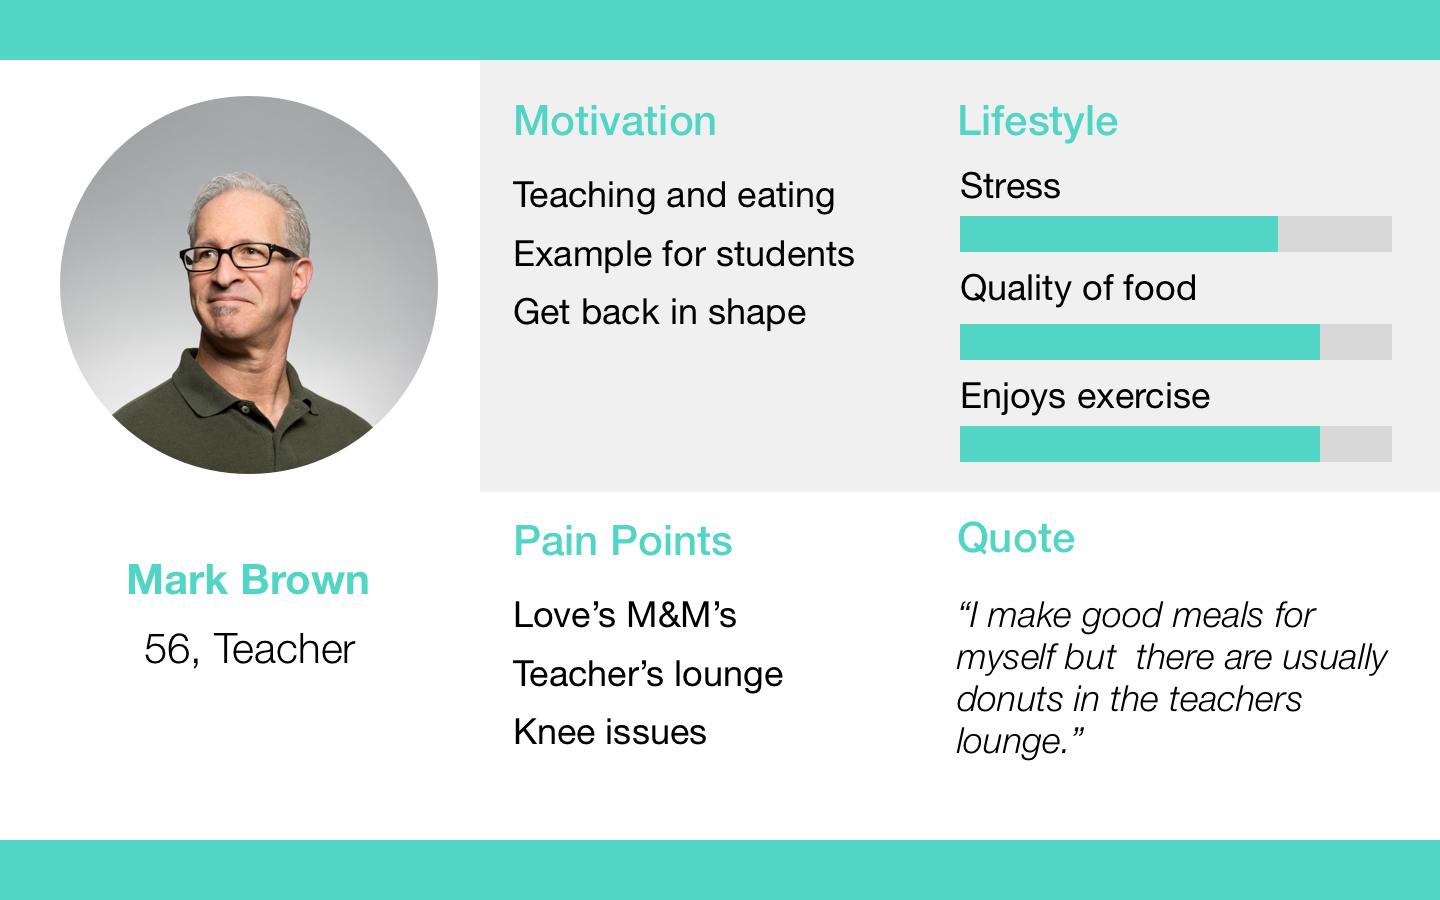 Motivation
Teaching and eating
Example for students
Get back in shape
Lifestyle
Stress
Quality of food
Enjoys exercise
Mark Brown
56, Teacher
Pain Points
Love’s M&M’s
Teacher’s lounge
Knee issues
Quote
“I make good meals for
myself but  there are usually
donuts in the teachers
lounge.”